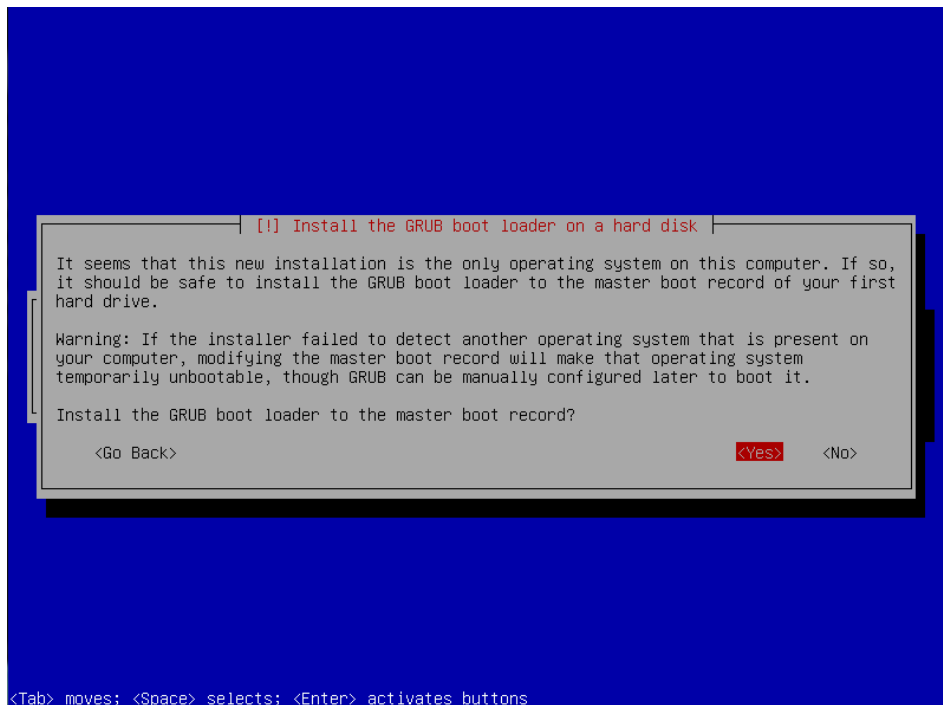 [!] Install the GRUB boot loader on a hard disk
It seems that this new installation is the only operating system on this computer. If so,
it should be safe to install the GRUB boot loader to the master boot record of your first
hard drive.
Warning: If the installer failed to detect another operating system that is present on
your computer, modifying the master boot record will make that operating system
temporarily unbootable, though GRUB can be manually configured later to boot it.
Install the GRUB boot loader to the master boot record?
<Go Back> <Yes> <No>
<Tab> moves; <Space> selects; <Enter> activates buttons